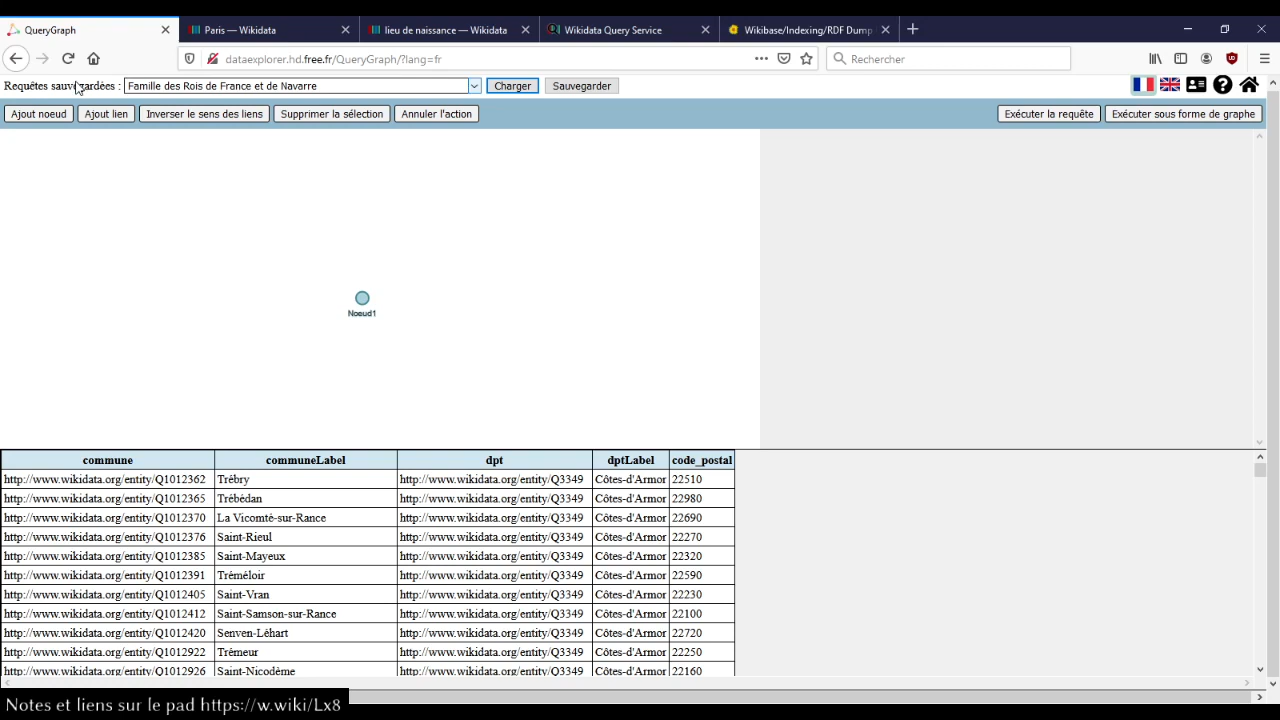 QueryGraph
Paris — Wikidata
lieu de naissance — Wikidata
Wikidata Query Service
Wikibase/Indexing/RDF Dump
dataexplorer.hd.free.fr/QueryGraph/?lang=fr
Rechercher
Requêtes sauvegardées : Famille des Rois de France et de Navarre Charger Sauvegarder
Ajout noeud Ajout lien Inverser le sens des liens Supprimer la sélection Annuler l'action Exécuter la requête Exécuter sous forme de graphe
Noeud1
commune communeLabel dpt dptLabel code_postal
http://www.wikidata.org/entity/Q1012362 Trébry http://www.wikidata.org/entity/Q3349 Côtes-d'Armor 22510
http://www.wikidata.org/entity/Q1012365 Trébédan http://www.wikidata.org/entity/Q3349 Côtes-d'Armor 22980
http://www.wikidata.org/entity/Q1012370 La Vicomté-sur-Rance http://www.wikidata.org/entity/Q3349 Côtes-d'Armor 22690
http://www.wikidata.org/entity/Q1012376 Saint-Rieul http://www.wikidata.org/entity/Q3349 Côtes-d'Armor 22270
http://www.wikidata.org/entity/Q1012385 Saint-Mayeux http://www.wikidata.org/entity/Q3349 Côtes-d'Armor 22320
http://www.wikidata.org/entity/Q1012391 Tréméloir http://www.wikidata.org/entity/Q3349 Côtes-d'Armor 22590
http://www.wikidata.org/entity/Q1012405 Saint-Vran http://www.wikidata.org/entity/Q3349 Côtes-d'Armor 22230
http://www.wikidata.org/entity/Q1012412 Saint-Samson-sur-Rance http://www.wikidata.org/entity/Q3349 Côtes-d'Armor 22100
http://www.wikidata.org/entity/Q1012420 Senven-Léhart http://www.wikidata.org/entity/Q3349 Côtes-d'Armor 22720
http://www.wikidata.org/entity/Q1012922 Trémeur http://www.wikidata.org/entity/Q3349 Côtes-d'Armor 22250
http://www.wikidata.org/entity/Q1012926 Saint-Nicodème http://www.wikidata.org/entity/Q3349 Côtes-d'Armor 22160
Notes et liens sur le pad https://w.wiki/Lx8